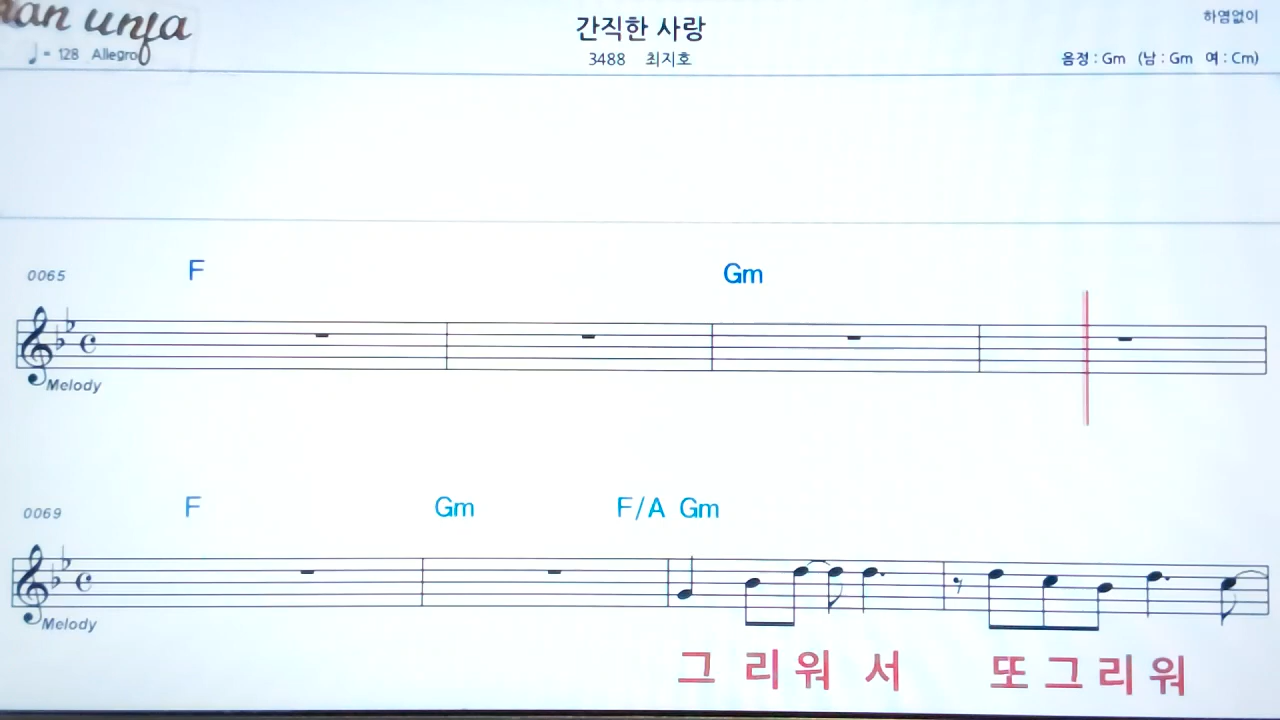 an unja
♩= 128 Allegro
간직한 사랑
3488 최지호
하염없이
음정 : Gm (남 : Gm 여 : Cm)
0065 F Gm
Melody
0069 F Gm F/A Gm
Melody
그 리 워 서 또 그 리 워